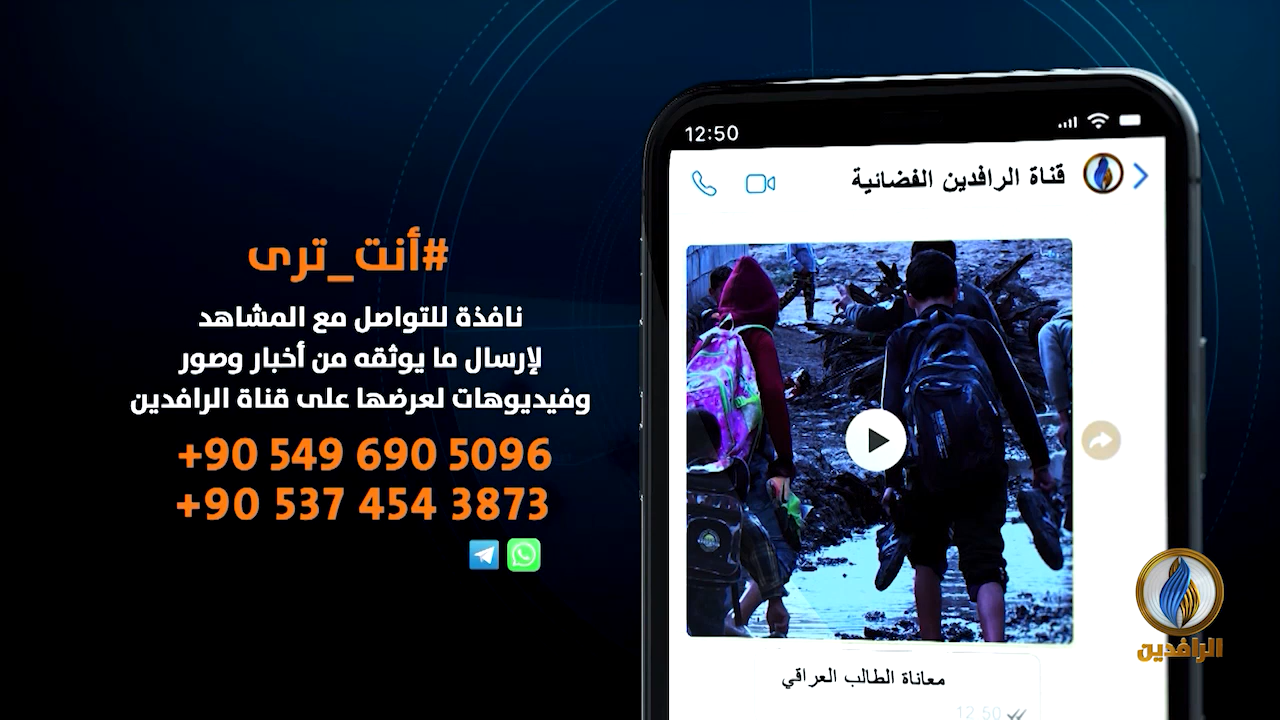 #أنت_ترى
نافذة للتواصل مع المشاهد
لإرسال ما يوثقه من أخبار وصور
وفيديوهات لعرضها على قناة الرافدين
+90 549 690 5096
+90 537 454 3873
12:50
قناة الرافدين الفضائية
معاناة الطالب العراقي
12 50
الرافدين